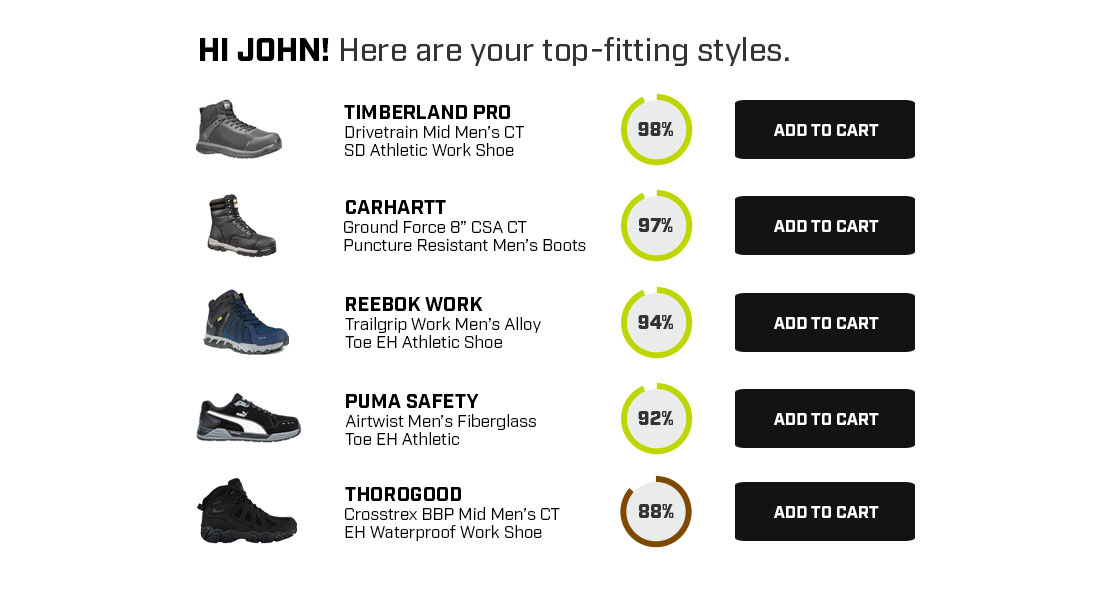 HI JOHN! Here are your top-fitting styles.
TIMBERLAND PRO
Drivetrain Mid Men’s CT
SD Athletic Work Shoe
98%
ADD TO CART
CARHARTT
Ground Force 8” CSA CT
Puncture Resistant Men’s Boots
97%
ADD TO CART
REEBOK WORK
Trailgrip Work Men’s Alloy
Toe EH Athletic Shoe
94%
ADD TO CART
PUMA SAFETY
Airtwist Men’s Fiberglass
Toe EH Athletic
92%
ADD TO CART
THOROGOOD
Crosstrex BBP Mid Men’s CT
EH Waterproof Work Shoe
88%
ADD TO CART